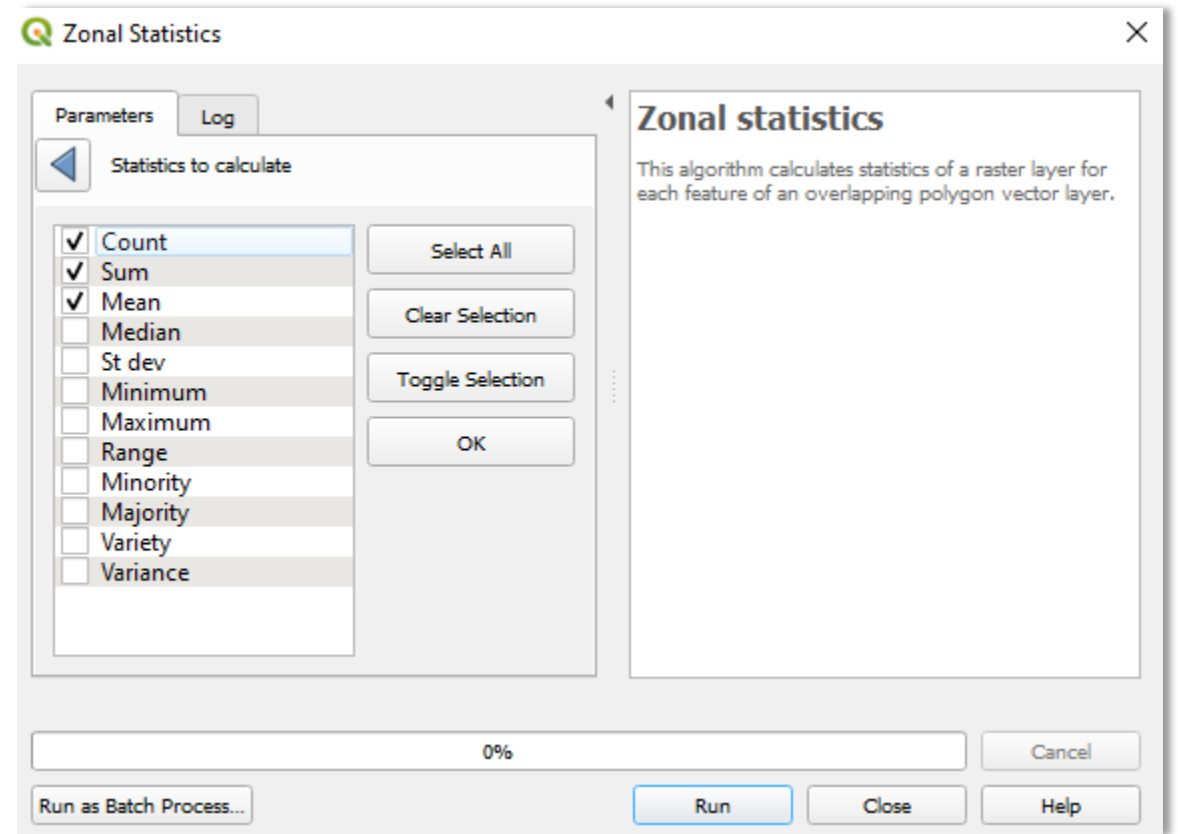 Zonal Statistics
Parameters
Log
Statistics to calculate
Count
Sum
Mean
Median
St dev
Minimum
Maximum
Range
Minority
Majority
Variety
Variance
Select All
Clear Selection
Toggle Selection
OK
Zonal statistics
This algorithm calculates statistics of a raster layer for
each feature of an overlapping polygon vector layer.
0%
Cancel
Run as Batch Process...
Run
Close
Help